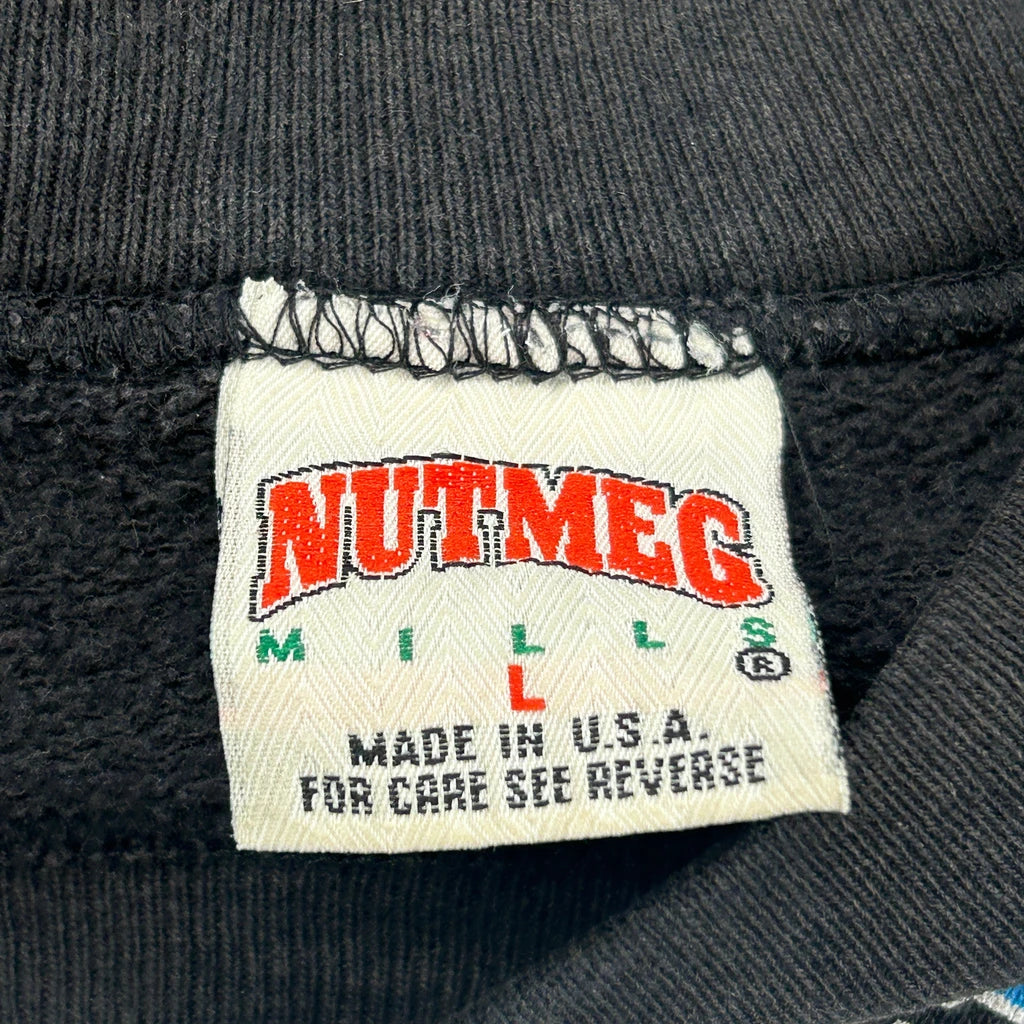 NUTMEG
MILLS®
L
MADE IN U.S.A.
FOR CARE SEE REVERSE